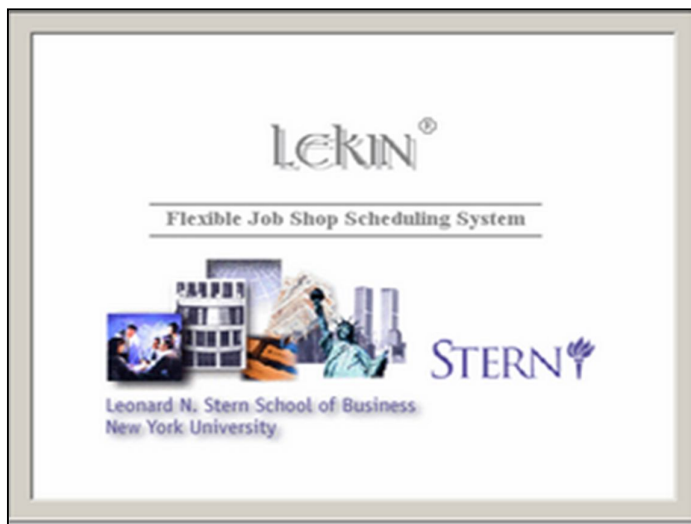 LEKIN®
Flexible Job Shop Scheduling System
STERN
Leonard N. Stern School of Business
New York University